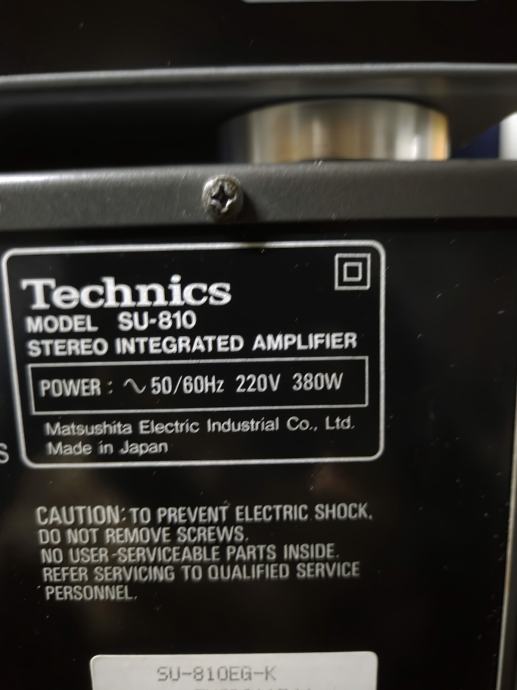 Technics
MODEL SU-810
STEREO INTEGRATED AMPLIFIER
POWER : ∿ 50/60Hz 220V 380W
Matsushita Electric Industrial Co., Ltd.
Made in Japan
S
CAUTION: TO PREVENT ELECTRIC SHOCK,
DO NOT REMOVE SCREWS.
NO USER-SERVICEABLE PARTS INSIDE.
REFER SERVICING TO QUALIFIED SERVICE
PERSONNEL.
SU-810EG-K